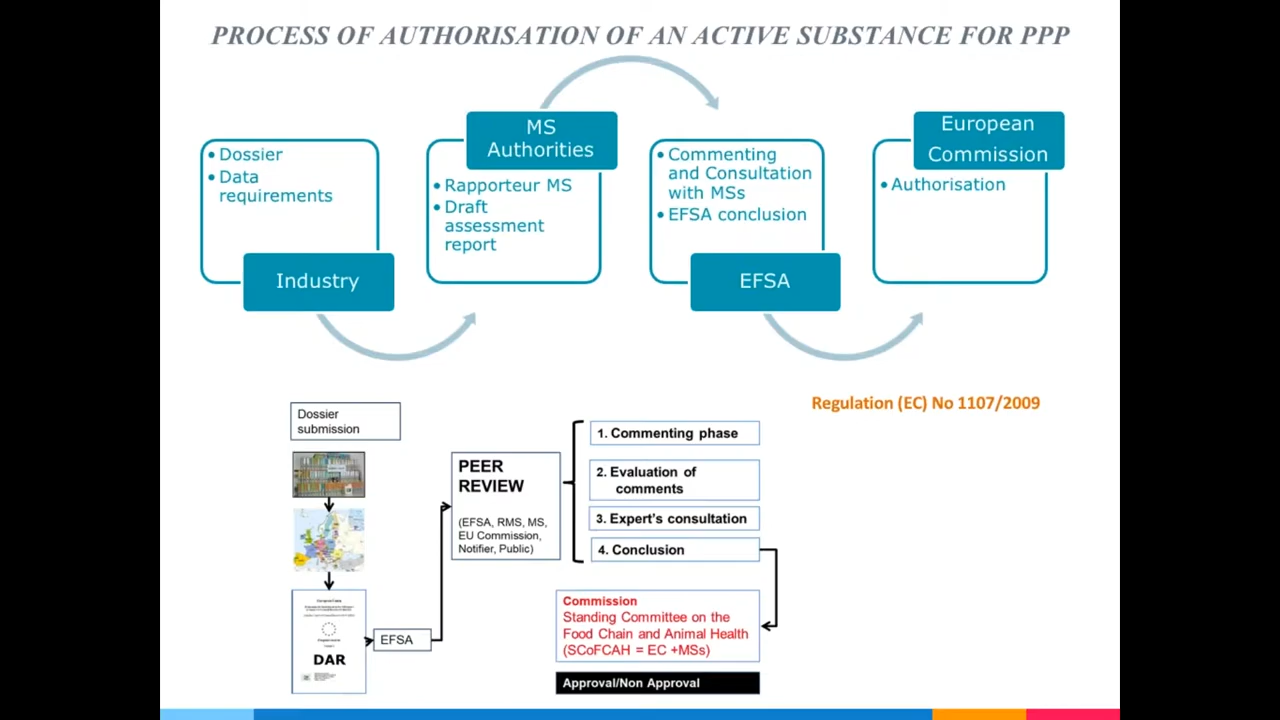 PROCESS OF AUTHORISATION OF AN ACTIVE SUBSTANCE FOR PPP
• Dossier
• Data
requirements
Industry
MS
Authorities
• Rapporteur MS
• Draft
assessment
report
• Commenting
and Consultation
with MSs
• EFSA conclusion
EFSA
European
Commission
• Authorisation
Regulation (EC) No 1107/2009
Dossier
submission
DAR
EFSA
PEER
REVIEW
(EFSA, RMS, MS,
EU Commission,
Notifier, Public)
1. Commenting phase
2. Evaluation of
comments
3. Expert's consultation
4. Conclusion
Commission
Standing Committee on the
Food Chain and Animal Health
(SCoFCAH = EC +MSs)
Approval/Non Approval